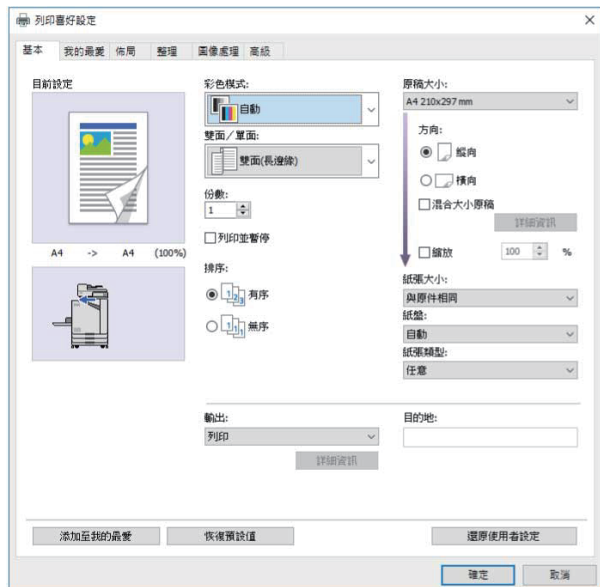 列印喜好設定
基本 我的最愛 佈局 整理 圖像處理 高級
目前設定
A4 -> A4 (100%)
彩色模式:
自動
雙面／單面:
雙面(長邊緣)
份數:
1
列印並暫停
排序:
1 2 3 有序
1 1 1 無序
原稿大小:
A4 210x297 mm
方向:
縱向
橫向
混合大小原稿
詳細資訊
縮放 100 %
紙張大小:
與原件相同
紙盤:
自動
紙張類型:
任意
輸出:
列印
詳細資訊
目的地:
添加至我的最愛 恢復預設值 還原使用者設定
確定 取消